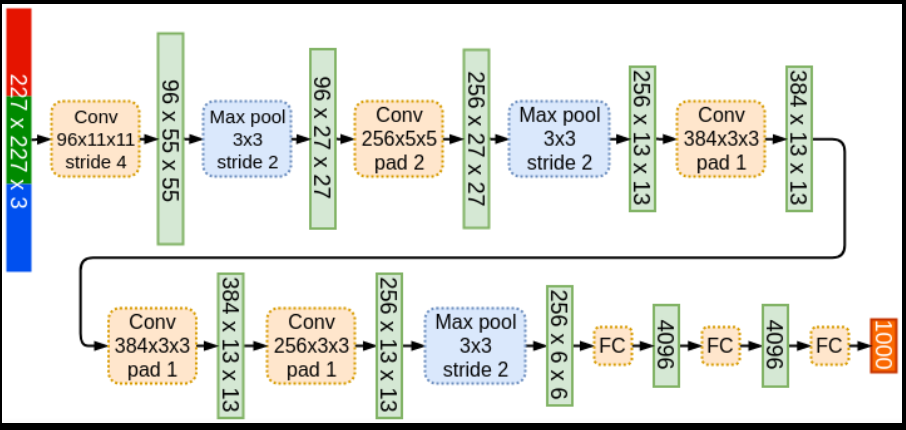 227 x 227 x 3
Conv
96x11x11
stride 4
96 x 55 x 55
Max pool
3x3
stride 2
96 x 27 x 27
Conv
256x5x5
pad 2
256 x 27 x 27
Max pool
3x3
stride 2
256 x 13 x 13
Conv
384x3x3
pad 1
384 x 13 x 13
Conv
384x3x3
pad 1
384 x 13 x 13
Conv
256x3x3
pad 1
256 x 13 x 13
Max pool
3x3
stride 2
256 x 6 x 6
FC
4096
FC
4096
FC
1000